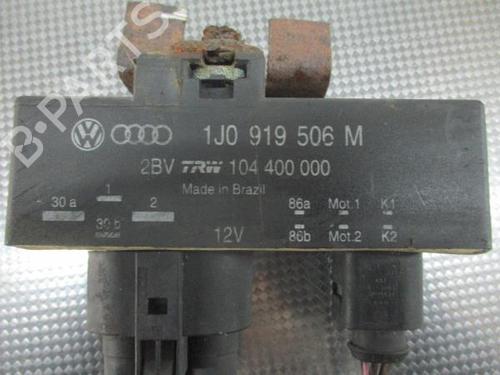 1J0 919 506 M
2BV TRW 104 400 000
Made in Brazil
30 a 1 2
30 b
12V
86a Mot.1 K1
86b Mot.2 K2
B-PARTS